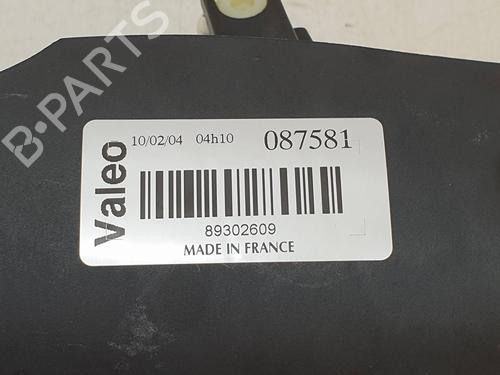 B-PARTS
Valeo
10/02/04 04h10 087581
89302609
MADE IN FRANCE